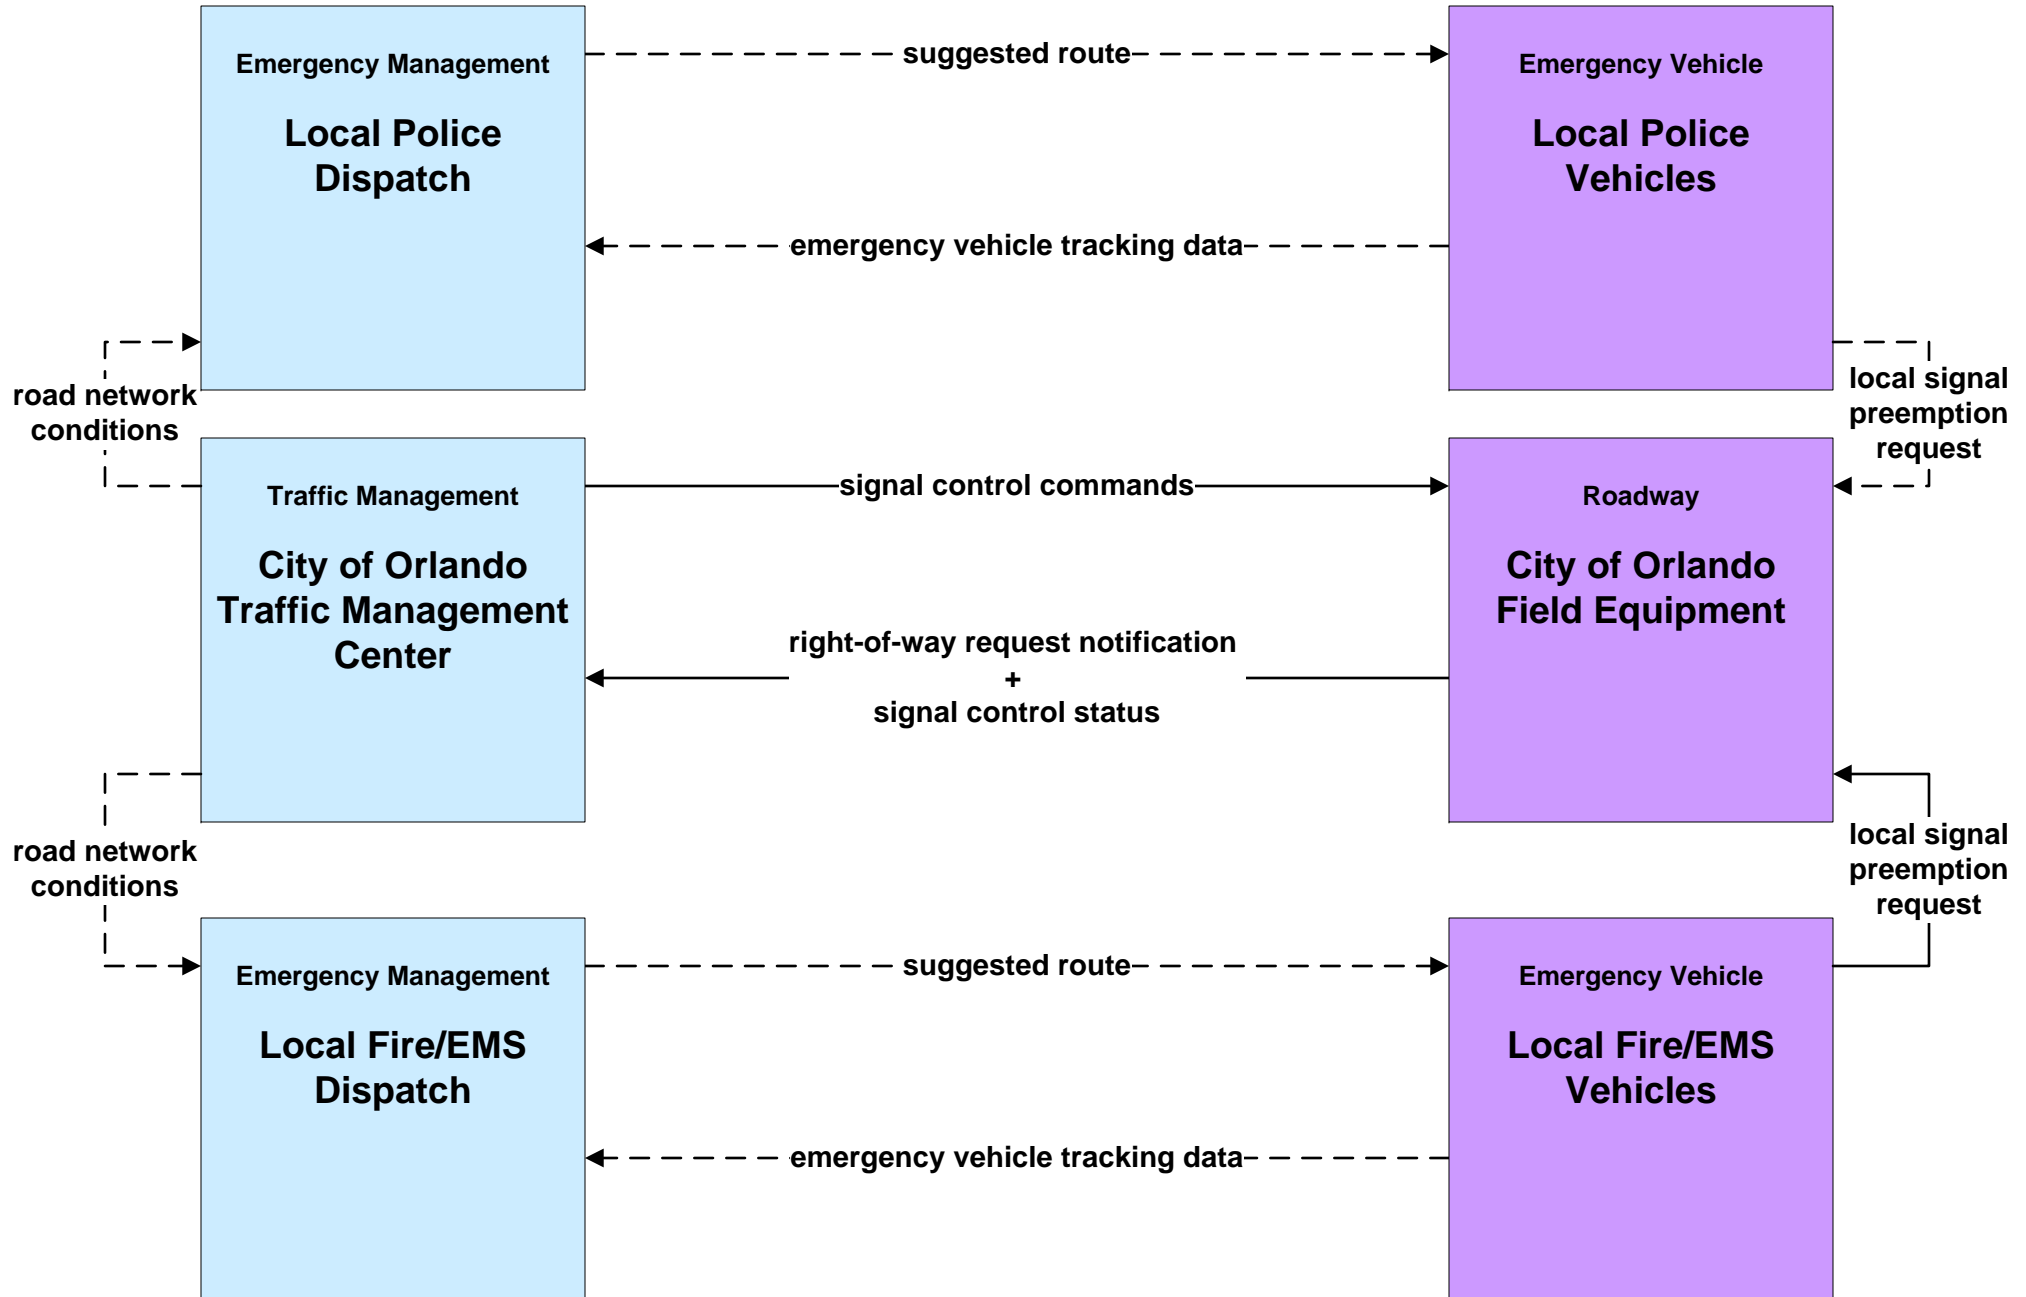 Emergency Management
Local Police
Dispatch
suggested route
Emergency Vehicle
Local Police
Vehicles
emergency vehicle tracking data
road network
conditions
local signal
preemption
request
Traffic Management
City of Orlando
Traffic Management
Center
signal control commands
Roadway
City of Orlando
Field Equipment
right-of-way request notification
+
signal control status
road network
conditions
local signal
preemption
request
Emergency Management
Local Fire/EMS
Dispatch
suggested route
Emergency Vehicle
Local Fire/EMS
Vehicles
emergency vehicle tracking data